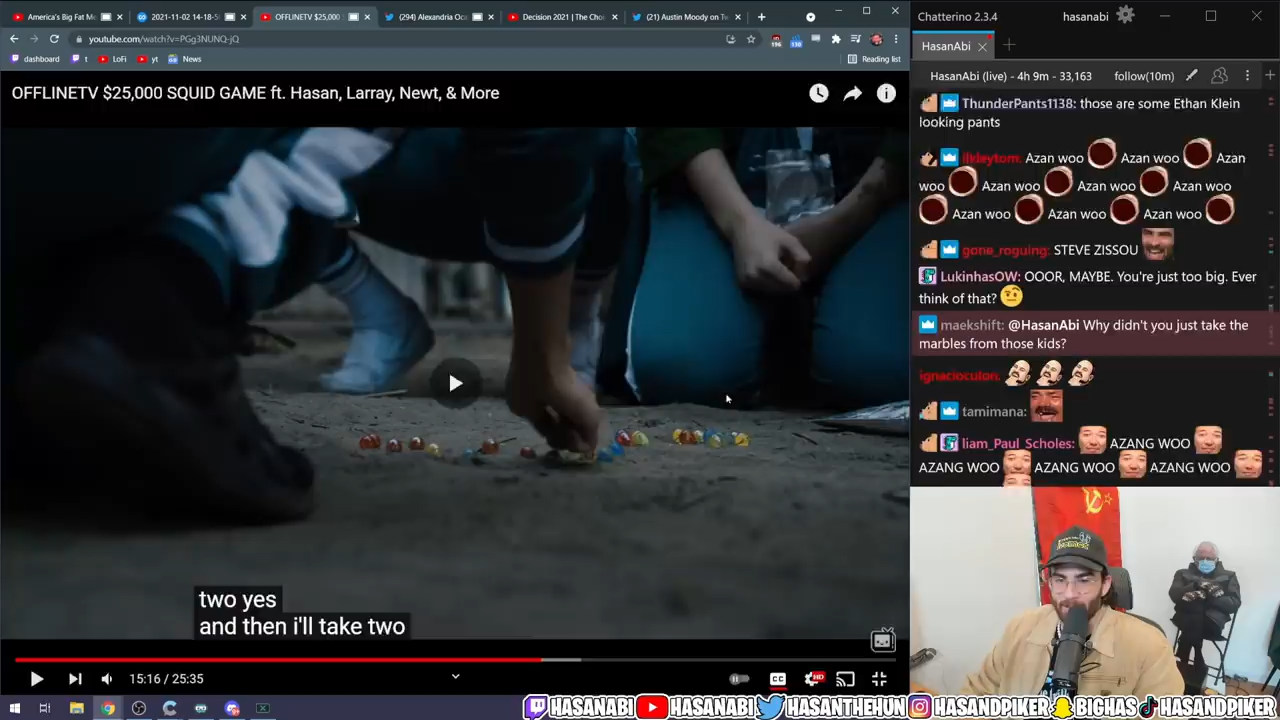 America's Big Fat M
2021-11-02 14-18-5
OFFLINETV $25,000
(294) Alexandria Oca
Decision 2021 | The Cho
(21) Austin Moody on Tw
youtube.com/watch?v=PGg3NUNQ-jQ
dashboard
t
LoFi
yt
News
Reading list
OFFLINETV $25,000 SQUID GAME ft. Hasan, Larray, Newt, & More
two yes
and then i'll take two
15:16 / 25:35
CC
HD
Chatterino 2.3.4
hasanabi
HasanAbi
HasanAbi (live) - 4h 9m - 33,163
follow(10m)
ThunderPants1138: those are some Ethan Klein
looking pants
Azan woo Azan woo Azan
woo Azan woo Azan woo Azan woo
Azan woo Azan woo Azan woo
gone_roguing: STEVE ZISSOU
LukinhasOW: OOOR, MAYBE. You're just too big. Ever
think of that?
maekshift: @HasanAbi Why didn't you just take the
marbles from those kids?
tamimana:
liam_Paul_Scholes: AZANG WOO
AZANG WOO AZANG WOO AZANG WOO
HASANABI HASANABI HASANTHEHUN HASANDPIKER BIGHAS HASANDPIKER